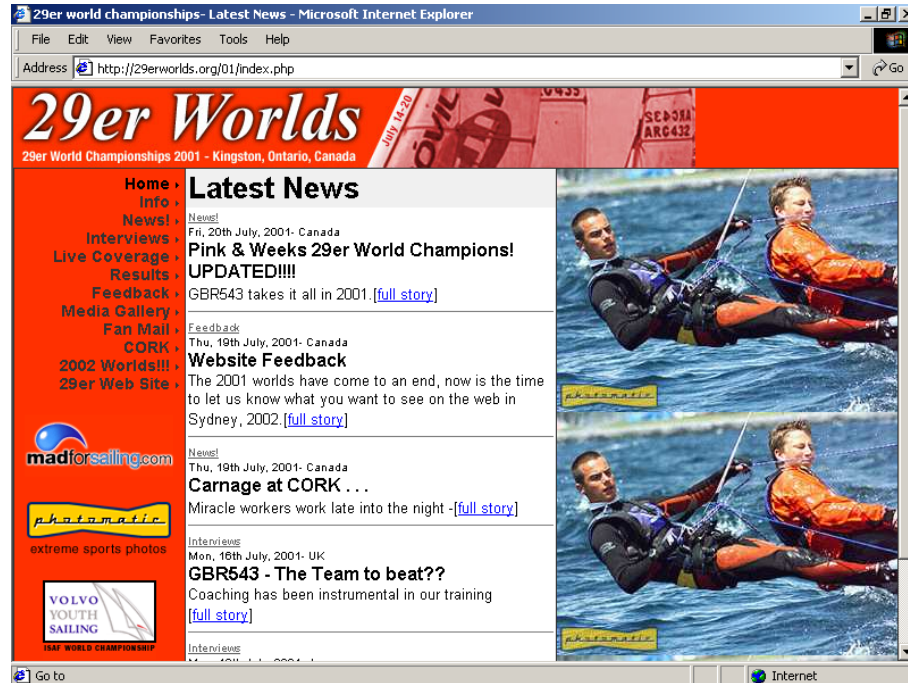 29er world championships- Latest News - Microsoft Internet Explorer
File Edit View Favorites Tools Help
Address http://29erworlds.org/01/index.php Go
29er Worlds
July 14-20
29er World Championships 2001 - Kingston, Ontario, Canada
ARG432
Home
Info
News!
Interviews
Live Coverage
Results
Feedback
Media Gallery
Fan Mail
CORK
2002 Worlds!!!
29er Web Site
madforsailing.com
photomatic
extreme sports photos
VOLVO
YOUTH
SAILING
ISAF WORLD CHAMPIONSHIP
Latest News
News!
Fri, 20th July, 2001- Canada
Pink & Weeks 29er World Champions!
UPDATED!!!!
GBR543 takes it all in 2001.[full story]
Feedback
Thu, 19th July, 2001- Canada
Website Feedback
The 2001 worlds have come to an end, now is the time
to let us know what you want to see on the web in
Sydney, 2002.[full story]
News!
Thu, 19th July, 2001- Canada
Carnage at CORK . . .
Miracle workers work late into the night -[full story]
Interviews
Mon, 16th July, 2001- UK
GBR543 - The Team to beat??
Coaching has been instrumental in our training
[full story]
Interviews
photomatic
photomatic
Go to
Internet